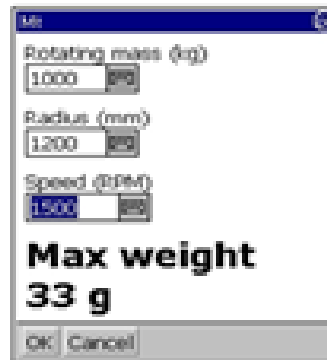 Rotating mass (kg)
1000
Radius (mm)
1200
Speed (RPM)
1500
Max weight
33 g
OK Cancel